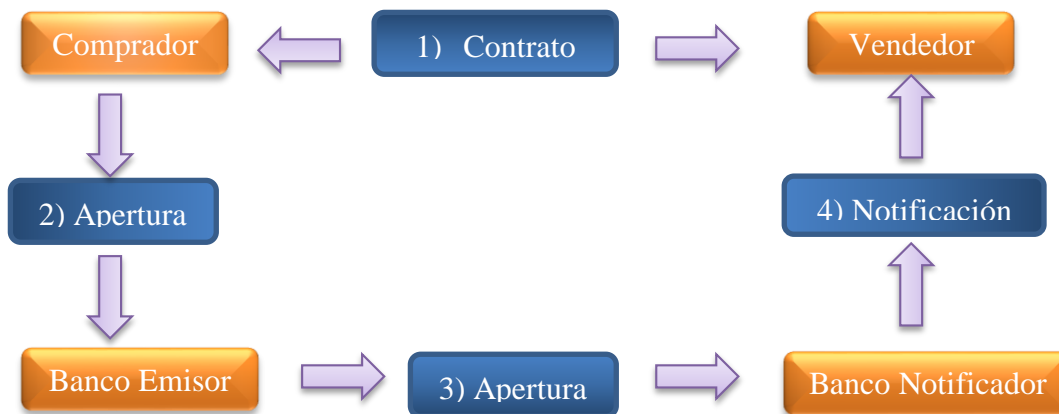 Comprador
1) Contrato
Vendedor
2) Apertura
4) Notificación
Banco Emisor
3) Apertura
Banco Notificador